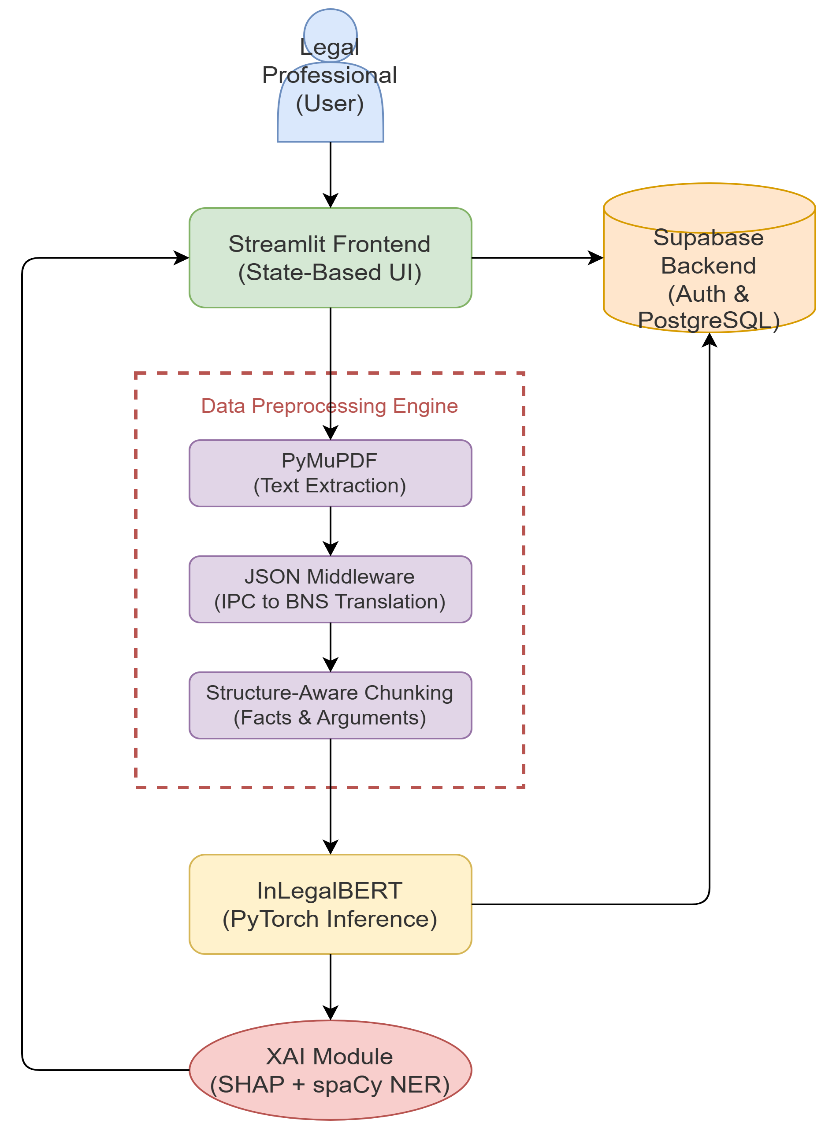 Legal
Professional
(User)
Streamlit Frontend
(State-Based UI)
Supabase
Backend
(Auth &
PostgreSQL)
Data Preprocessing Engine
PyMuPDF
(Text Extraction)
JSON Middleware
(IPC to BNS Translation)
Structure-Aware Chunking
(Facts & Arguments)
InLegalBERT
(PyTorch Inference)
XAI Module
(SHAP + spaCy NER)